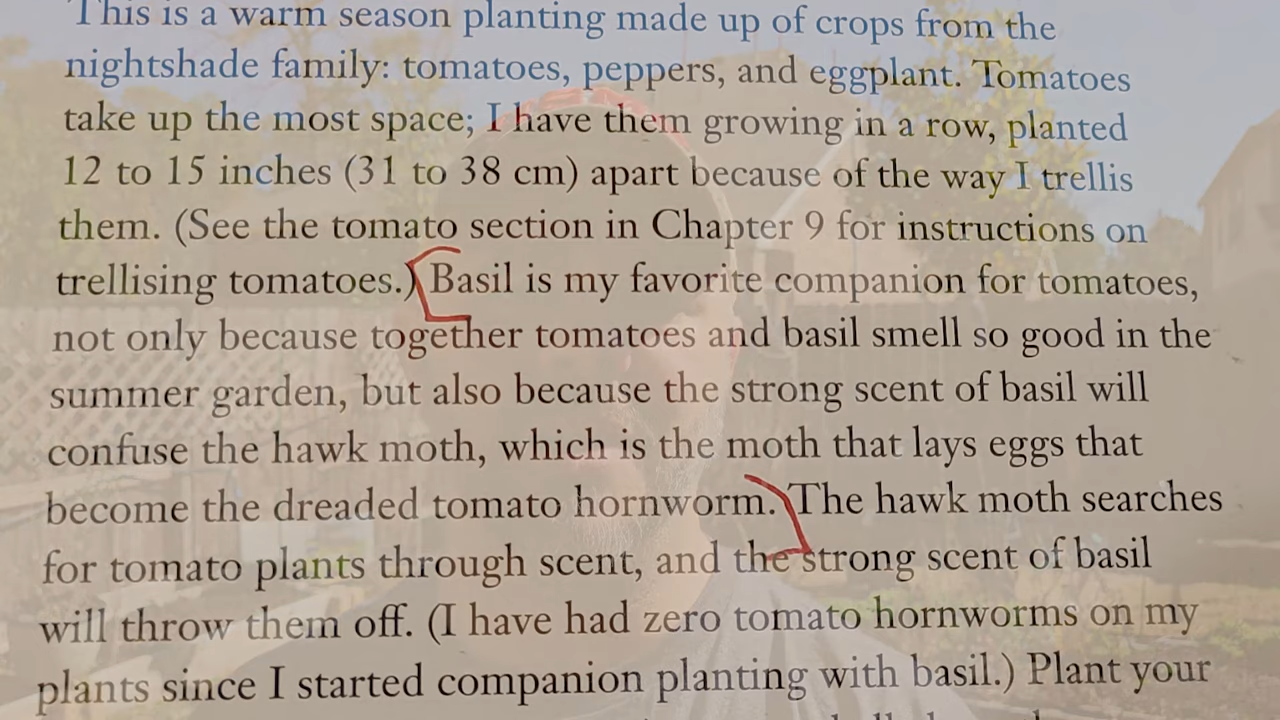 This is a warm season planting made up of crops from the
nightshade family: tomatoes, peppers, and eggplant. Tomatoes
take up the most space; I have them growing in a row, planted
12 to 15 inches (31 to 38 cm) apart because of the way I trellis
them. (See the tomato section in Chapter 9 for instructions on
trellising tomatoes.) Basil is my favorite companion for tomatoes,
not only because together tomatoes and basil smell so good in the
summer garden, but also because the strong scent of basil will
confuse the hawk moth, which is the moth that lays eggs that
become the dreaded tomato hornworm. The hawk moth searches
for tomato plants through scent, and the strong scent of basil
will throw them off. (I have had zero tomato hornworms on my
plants since I started companion planting with basil.) Plant your